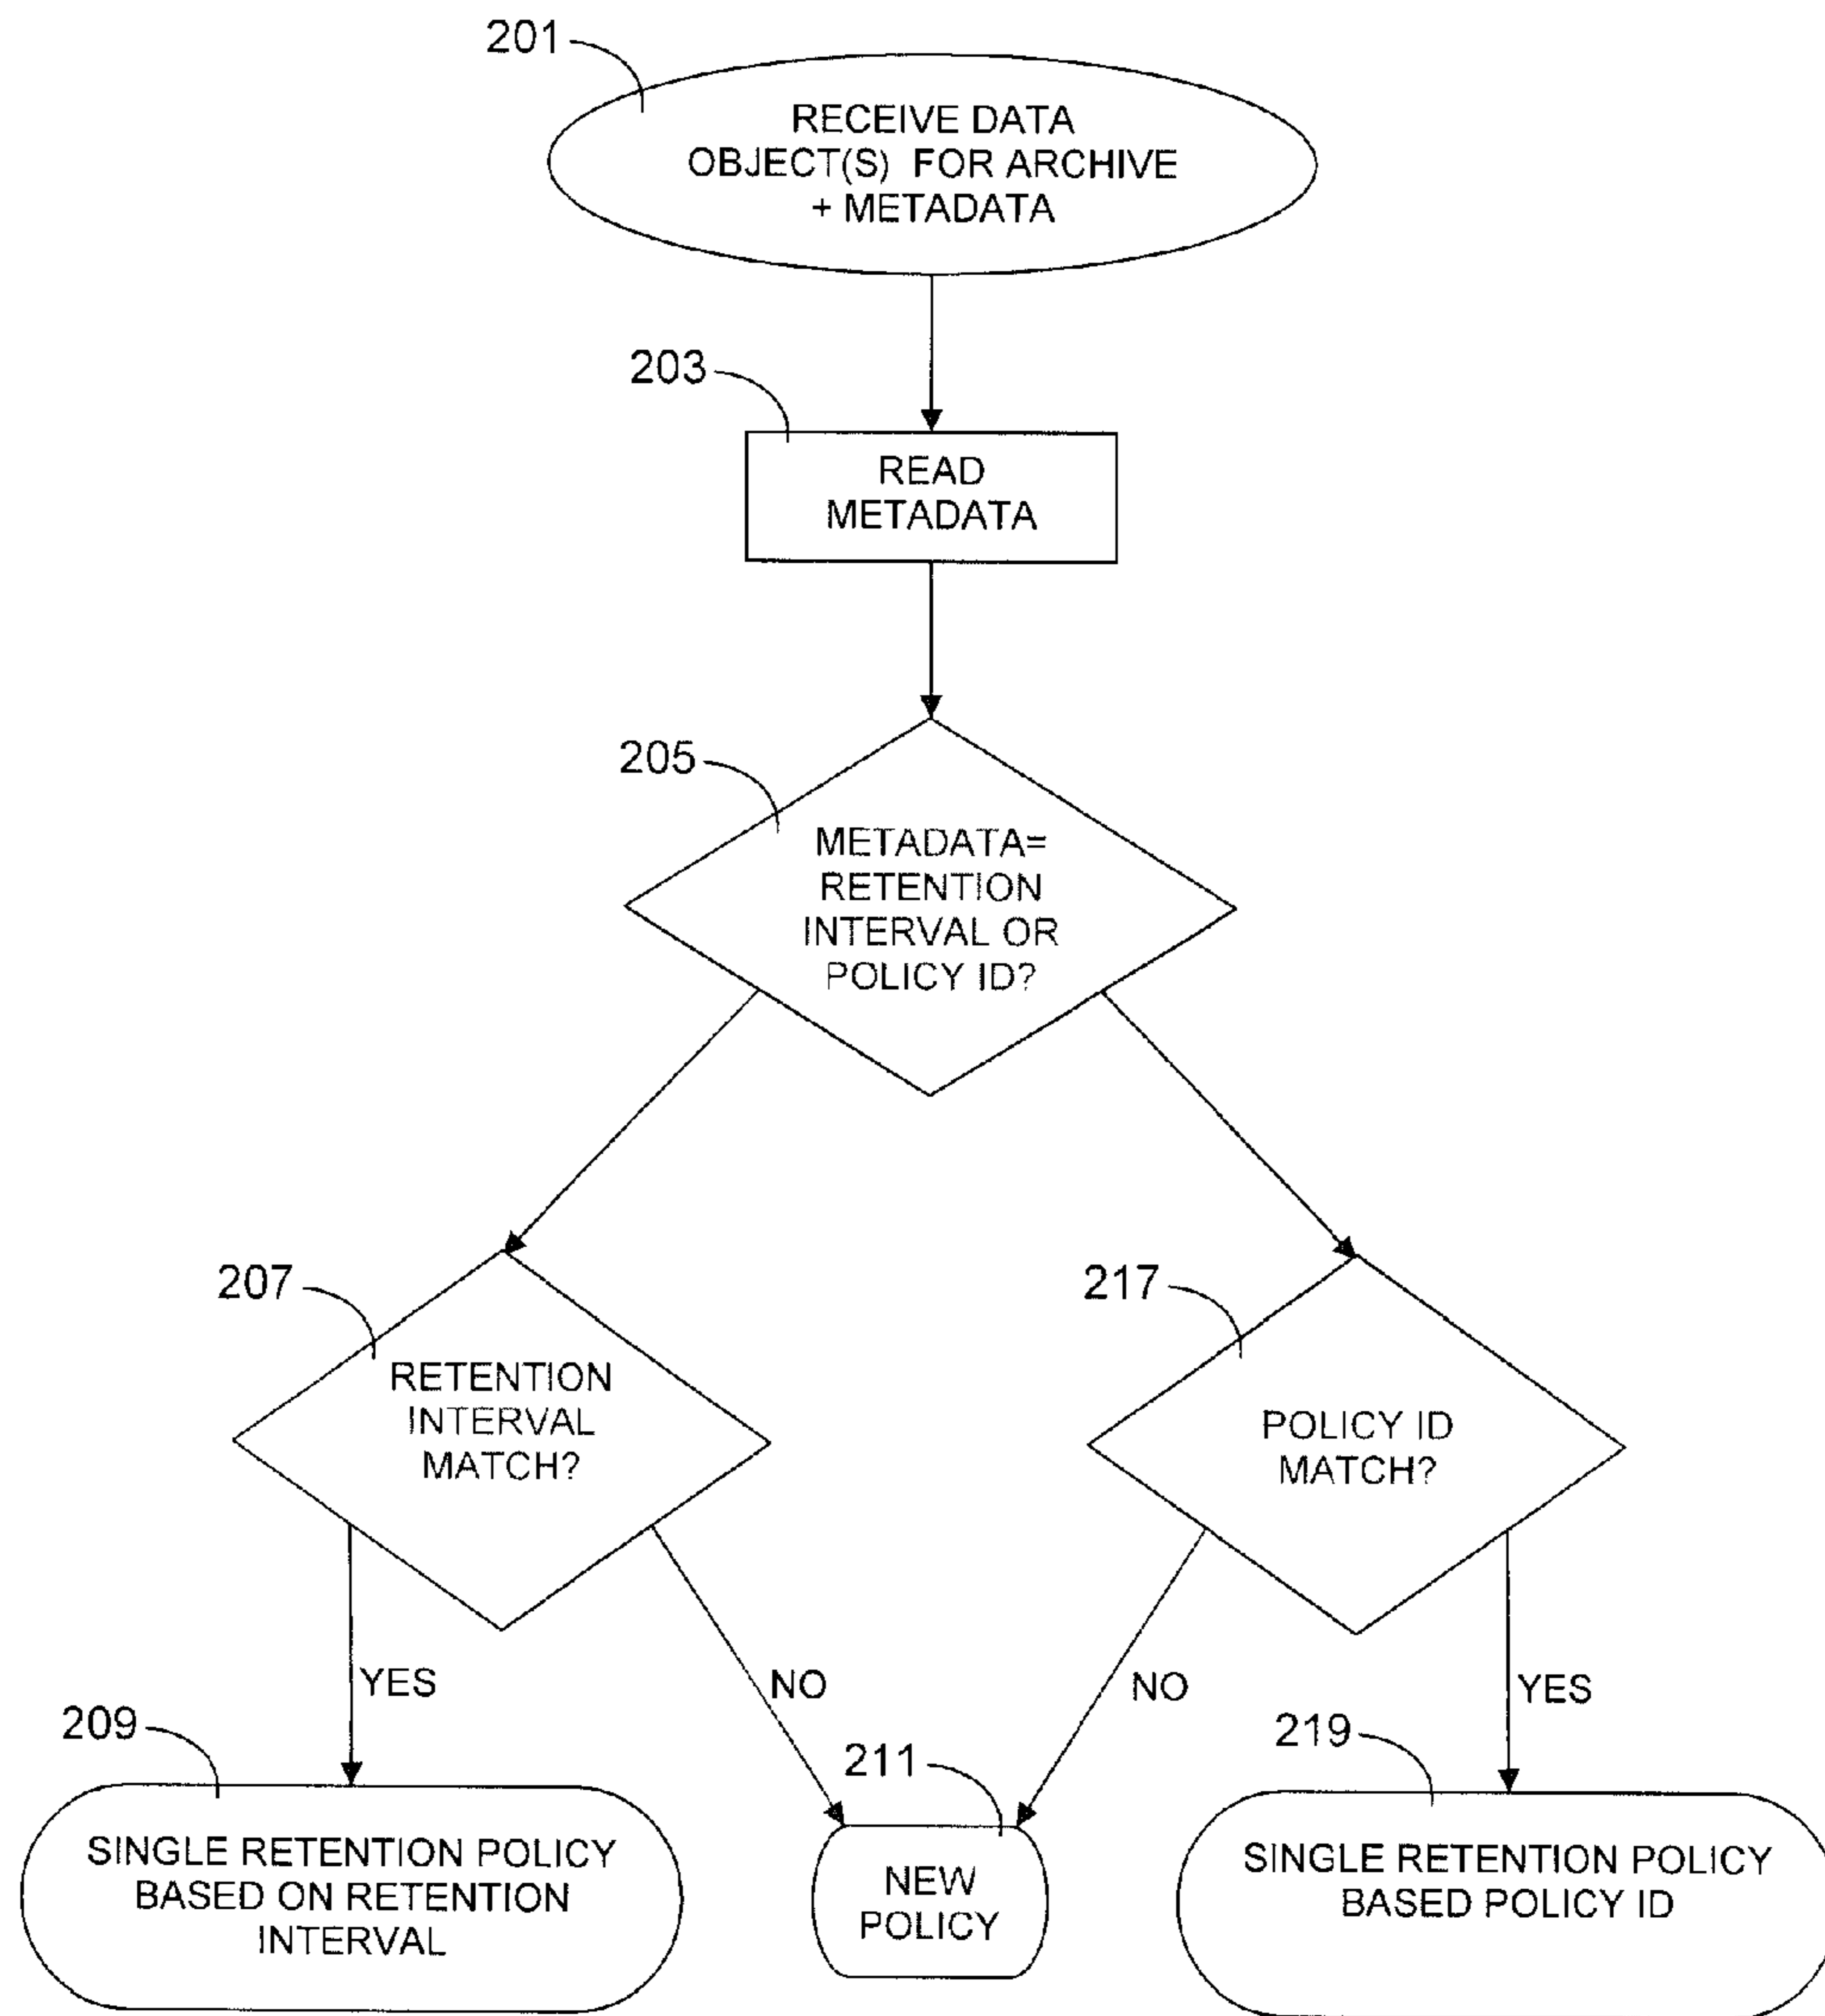 201
RECEIVE DATA
OBJECT(S) FOR ARCHIVE
+ METADATA
203
READ
METADATA
205
METADATA=
RETENTION
INTERVAL OR
POLICY ID?
207
RETENTION
INTERVAL
MATCH?
217
POLICY ID
MATCH?
YES
NO
NO
YES
209
SINGLE RETENTION POLICY
BASED ON RETENTION
INTERVAL
211
NEW
POLICY
219
SINGLE RETENTION POLICY
BASED POLICY ID